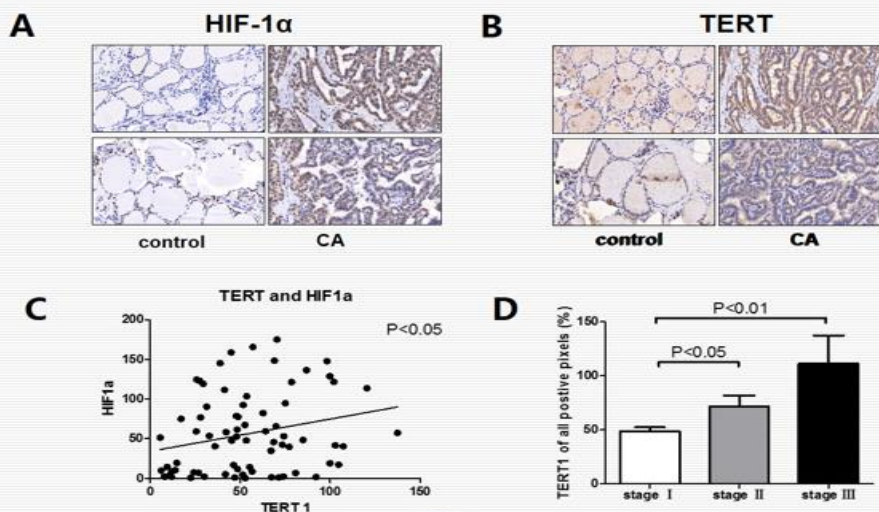 A
HIF-1α
B
TERT
control
CA
control
CA
C
TERT and HIF1a
P<0.05
HIF1a
200
150
100
50
0
0
50
100
150
TERT 1
D
TERT1 of all postive pixels (%)
150
100
50
0
P<0.01
P<0.05
stage Ⅰ
stage Ⅱ
stage Ⅲ